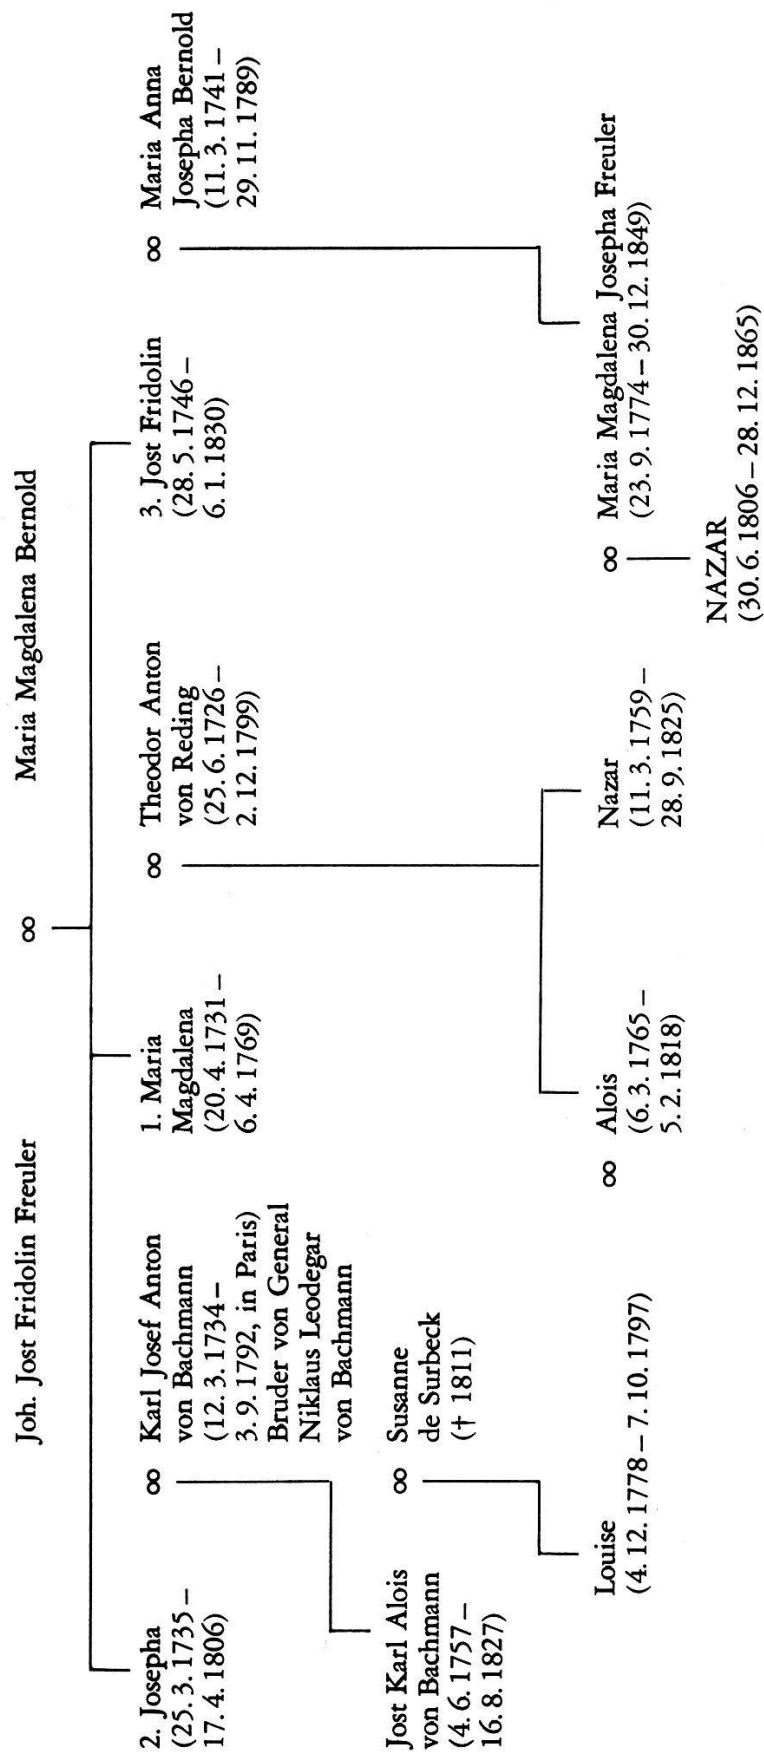 Joh. Jost Fridolin Freuler
∞
Maria Magdalena Bernold
2. Josepha
(25. 3. 1735 –
17. 4. 1806)
∞
Karl Josef Anton
von Bachmann
(12. 3. 1734 –
3. 9. 1792, in Paris)
Bruder von General
Niklaus Leodegar
von Bachmann
1. Maria
Magdalena
(20. 4. 1731 –
6. 4. 1769)
∞
Theodor Anton
von Reding
(25. 6. 1726 –
2. 12. 1799)
3. Jost Fridolin
(28. 5. 1746 –
6. 1. 1830)
∞
Maria Anna
Josepha Bernold
(11. 3. 1741 –
29. 11. 1789)
Jost Karl Alois
von Bachmann
(4. 6. 1757 –
16. 8. 1827)
∞
Susanne
de Surbeck
(† 1811)
Louise
(4. 12. 1778 – 7. 10. 1797)
∞
Alois
(6. 3. 1765 –
5. 2. 1818)
Nazar
(11. 3. 1759 –
28. 9. 1825)
∞
Maria Magdalena Josepha Freuler
(23. 9. 1774 – 30. 12. 1849)
NAZAR
(30. 6. 1806 – 28. 12. 1865)